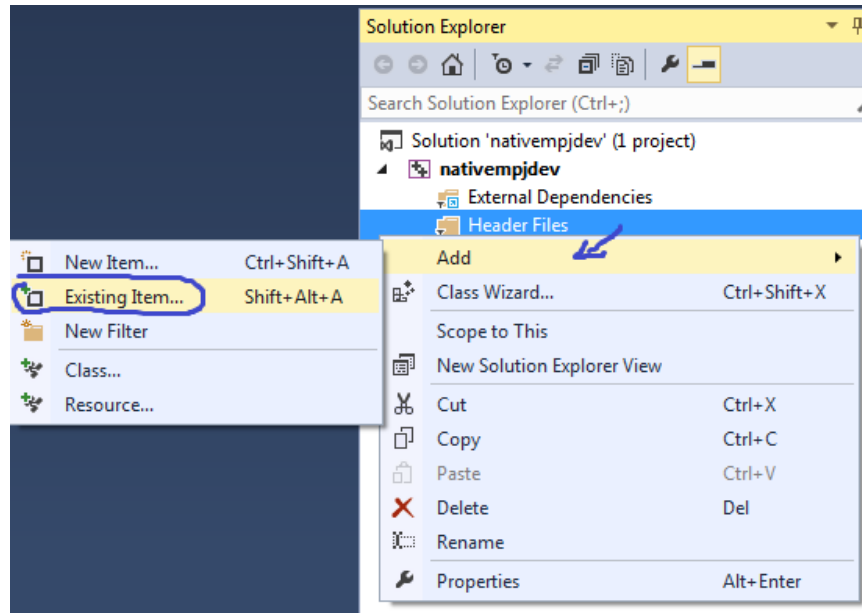 Solution Explorer
Search Solution Explorer (Ctrl+;)
Solution 'nativempjdev' (1 project)
nativempjdev
External Dependencies
Header Files
New Item... Ctrl+Shift+A
Existing Item... Shift+Alt+A
New Filter
Class...
Resource...
Add
Class Wizard... Ctrl+Shift+X
Scope to This
New Solution Explorer View
Cut Ctrl+X
Copy Ctrl+C
Paste Ctrl+V
Delete Del
Rename
Properties Alt+Enter